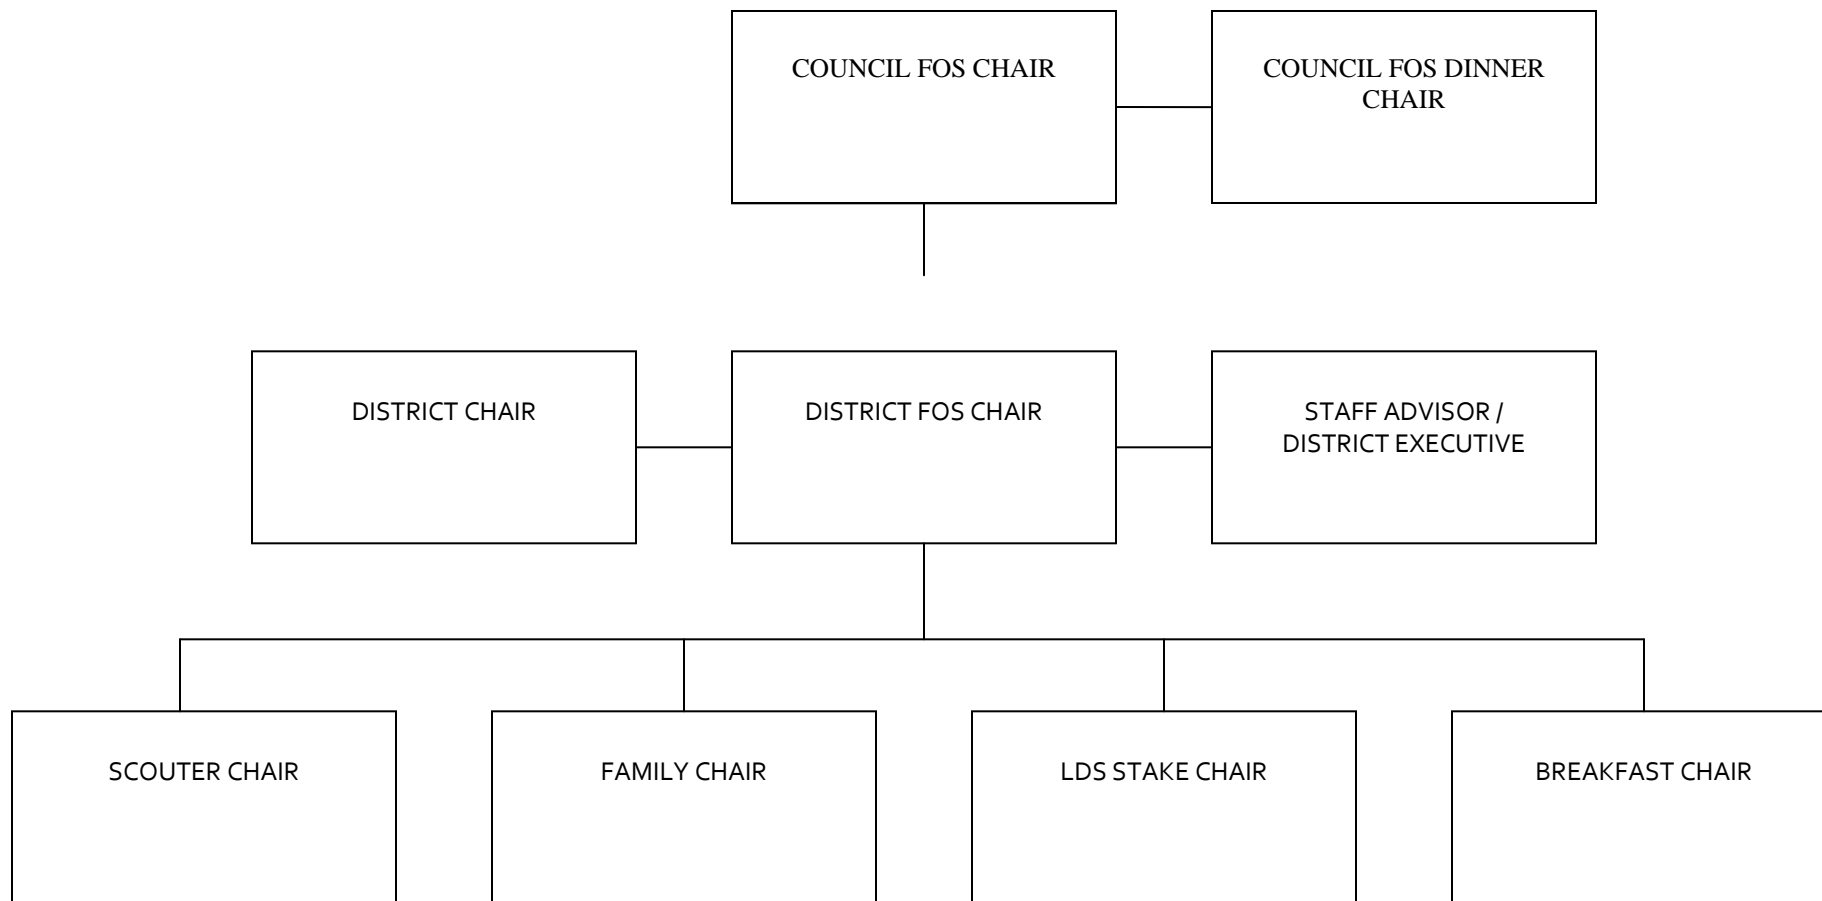 COUNCIL FOS CHAIR
COUNCIL FOS DINNER
CHAIR
DISTRICT CHAIR
DISTRICT FOS CHAIR
STAFF ADVISOR /
DISTRICT EXECUTIVE
SCOUTER CHAIR
FAMILY CHAIR
LDS STAKE CHAIR
BREAKFAST CHAIR